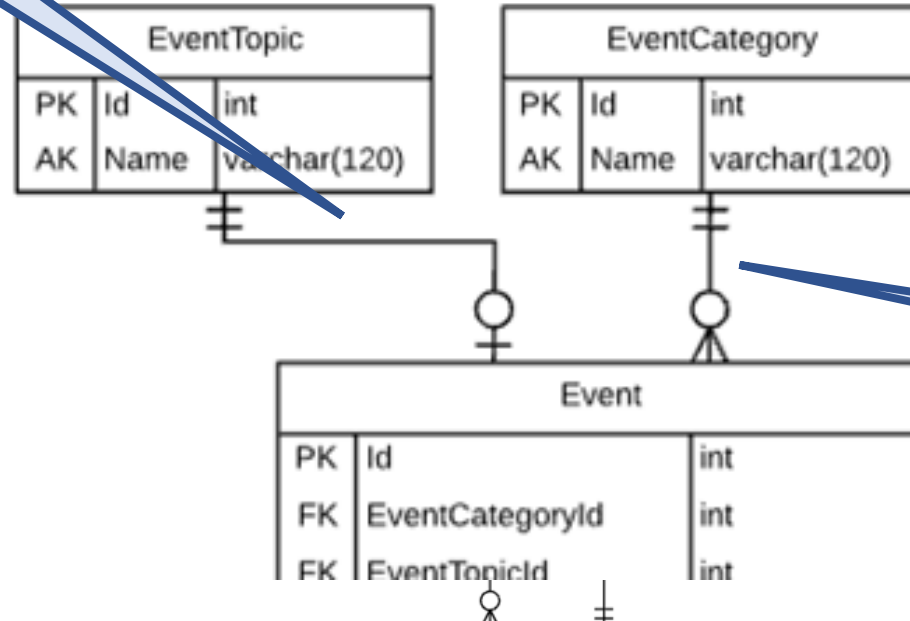 EventTopic
PK Id int
AK Name varchar(120)
EventCategory
PK Id int
AK Name varchar(120)
Event
PK Id int
FK EventCategoryId int
FK EventTopicId int